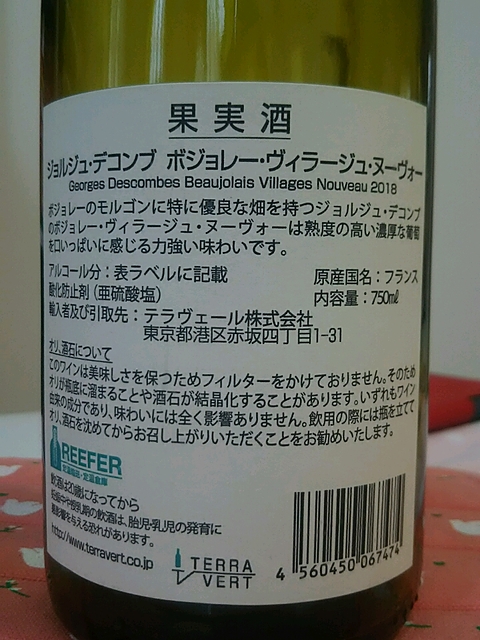 果実酒
ジョルジュ・デコンブ ボジョレー・ヴィラージュ・ヌーヴォー
Georges Descombes Beaujolais Villages Nouveau 2018
ボジョレーのモルゴンに特に優良な畑を持つジョルジュ・デコンブ
のボジョレー・ヴィラージュ・ヌーヴォーは熟度の高い濃厚な葡萄
を口いっぱいに感じる力強い味わいです。
アルコール分：表ラベルに記載 原産国名：フランス
酸化防止剤（亜硫酸塩） 内容量：750㎖
輸入者及び引取先：テラヴェール株式会社
東京都港区赤坂四丁目1-31
オリ、酒石について
このワインは美味しさを保つためフィルターをかけておりません。そのため
オリが瓶底に溜まることや酒石が結晶化することがあります。いずれもワイン
由来の成分であり、味わいには全く影響ありません。飲用の際には瓶を立てて
オリ、酒石を沈めてからお召し上がりいただくことをお勧めいたします。
REEFER
定温輸送・定温倉庫
飲酒は20歳になってから
妊娠中や授乳期の飲酒は、胎児・乳児の発育に
悪影響を与える恐れがあります。
http://www.terravert.co.jp
TERRA
VERT
4 560450 067474